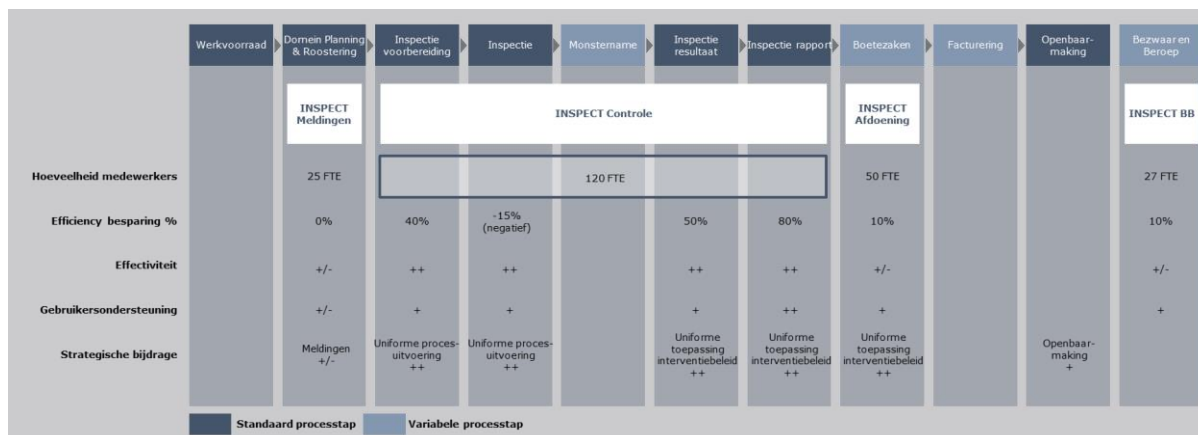 Werkvoorraad
Domein Planning
& Roostering
Inspectie
voorbereiding
Inspectie
Monstername
Inspectie
resultaat
Inspectie rapport
Boetezaken
Facturering
Openbaar-
making
Bezwaar en
Beroep
INSPECT
Meldingen
INSPECT Controle
INSPECT
Afdoening
INSPECT BB
Hoeveelheid medewerkers
25 FTE
120 FTE
50 FTE
27 FTE
Efficiency besparing %
0%
40%
-15%
(negatief)
50%
80%
10%
10%
Effectiviteit
+/-
++
++
++
++
+/-
+/-
Gebruikersondersteuning
+/-
+
+
+
++
+
+
Strategische bijdrage
Meldingen
+/-
Uniforme proces-
uitvoering
++
Uniforme proces-
uitvoering
++
Uniforme
toepassing
interventiebeleid
++
Uniforme
toepassing
interventiebeleid
++
Uniforme
toepassing
interventiebeleid
++
Openbaar-
making
+
Standaard processtap
Variabele processtap